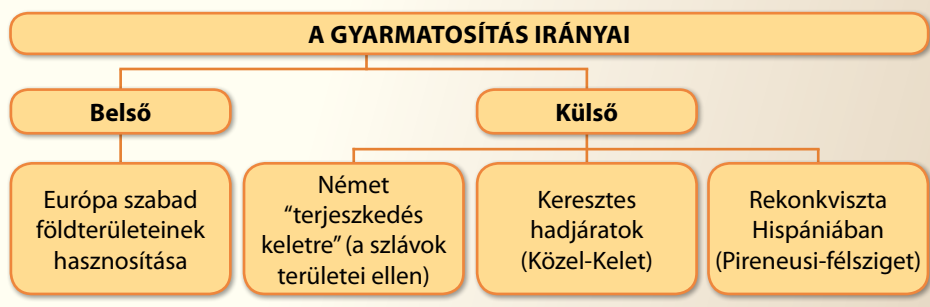 A GYARMATOSÍTÁS IRÁNYAI
Belső
Külső
Európa szabad
földterületeinek
hasznosítása
Német
“terjeszkedés
keletre” (a szlávok
területei ellen)
Keresztes
hadjáratok
(Közel-Kelet)
Rekonkviszta
Hispániában
(Pireneusi-félsziget)